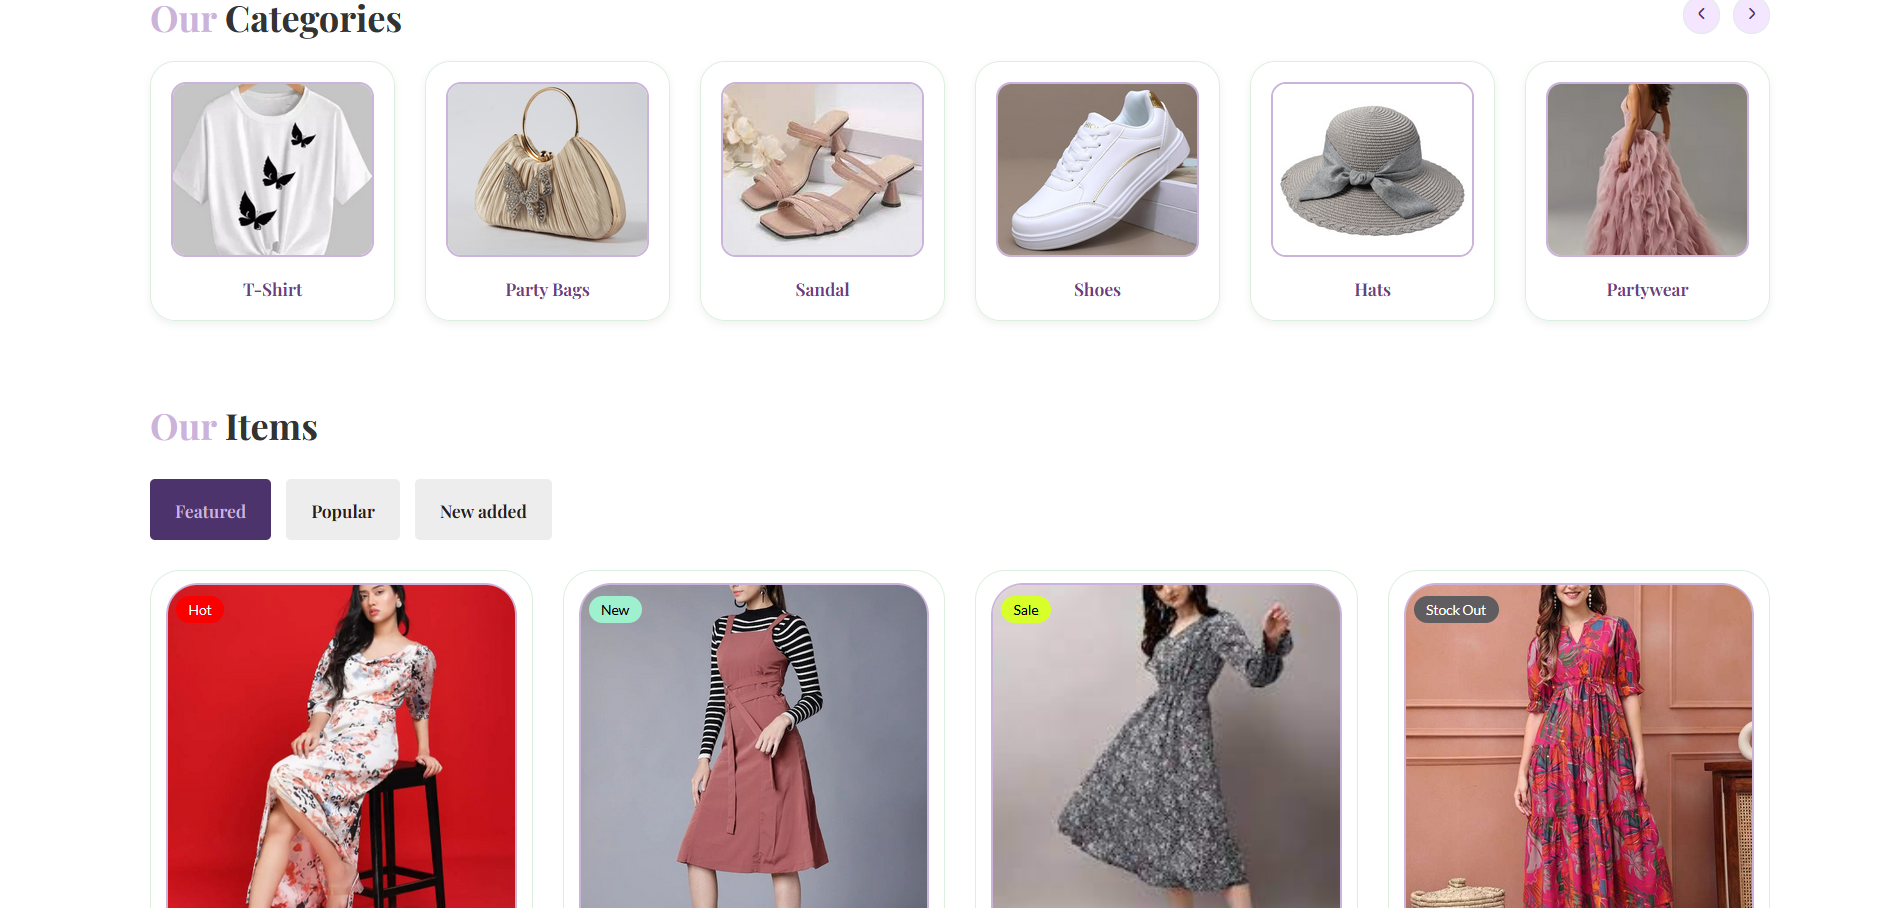 Our Categories
T-Shirt
Party Bags
Sandal
Shoes
Hats
Partywear
Our Items
Featured
Popular
New added
Hot
New
Sale
Stock Out